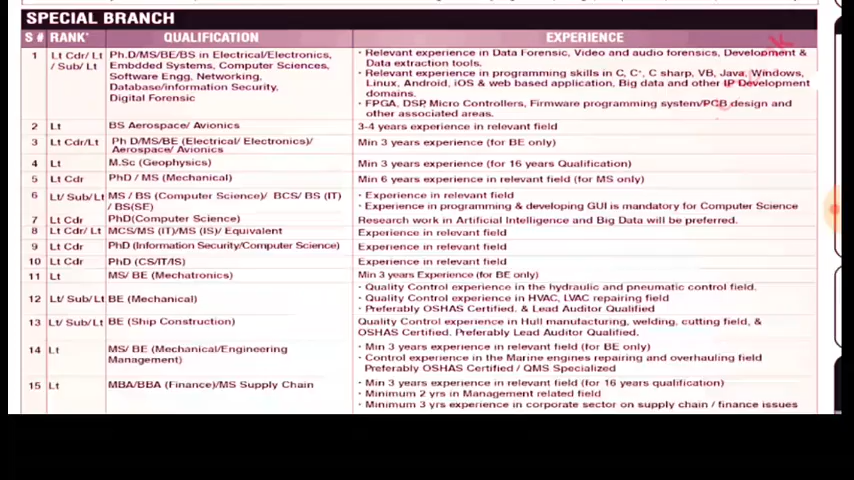 SPECIAL BRANCH
S # RANK* QUALIFICATION EXPERIENCE
1 Lt Cdr/ Lt / Sub/ Lt
Ph.D/MS/BE/BS in Electrical/Electronics,
Embdded Systems, Computer Sciences,
Software Engg, Networking,
Database/information Security,
Digital Forensic
• Relevant experience in Data Forensic, Video and audio forensics, Development &
Data extraction tools.
• Relevant experience in programming skills in C, C+, C sharp, VB, Java, Windows,
Linux, Android, iOS & web based application, Big data and other IP Development
domains.
• FPGA, DSP, Micro Controllers, Firmware programming system/PCB design and
other associated areas.
2 Lt BS Aerospace/ Avionics 3-4 years experience in relevant field
3 Lt Cdr/Lt Ph D/MS/BE (Electrical/ Electronics)/
Aerospace/ Avionics
Min 3 years experience (for BE only)
4 Lt M.Sc (Geophysics) Min 3 years experience (for 16 years Qualification)
5 Lt Cdr PhD / MS (Mechanical) Min 6 years experience in relevant field (for MS only)
6 Lt/ Sub/Lt MS / BS (Computer Science)/ BCS/ BS (IT)
/ BS(SE)
• Experience in relevant field
• Experience in programming & developing GUI is mandatory for Computer Science
7 Lt Cdr PhD(Computer Science) Research work in Artificial Intelligence and Big Data will be preferred.
8 Lt Cdr/ Lt MCS/MS (IT)/MS (IS)/ Equivalent Experience in relevant field
9 Lt Cdr PhD (Information Security/Computer Science) Experience in relevant field
10 Lt Cdr PhD (CS/IT/IS) Experience in relevant field
11 Lt MS/ BE (Mechatronics) Min 3 years Experience (for BE only)
12 Lt/ Sub/Lt BE (Mechanical)
• Quality Control experience in the hydraulic and pneumatic control field.
• Quality Control experience in HVAC, LVAC repairing field
• Preferably OSHAS Certified. & Lead Auditor Qualified
13 Lt/ Sub/Lt BE (Ship Construction) Quality Control experience in Hull manufacturing, welding, cutting field, &
OSHAS Certified. Preferably Lead Auditor Qualified.
14 Lt MS/ BE (Mechanical/Engineering
Management)
• Min 3 years experience in relevant field (for BE only)
• Control experience in the Marine engines repairing and overhauling field
Preferably OSHAS Certified / QMS Specialized
15 Lt MBA/BBA (Finance)/MS Supply Chain
• Min 3 years experience in relevant field (for 16 years qualification)
• Minimum 2 yrs in Management related field
• Minimum 3 yrs experience in corporate sector on supply chain / finance issues